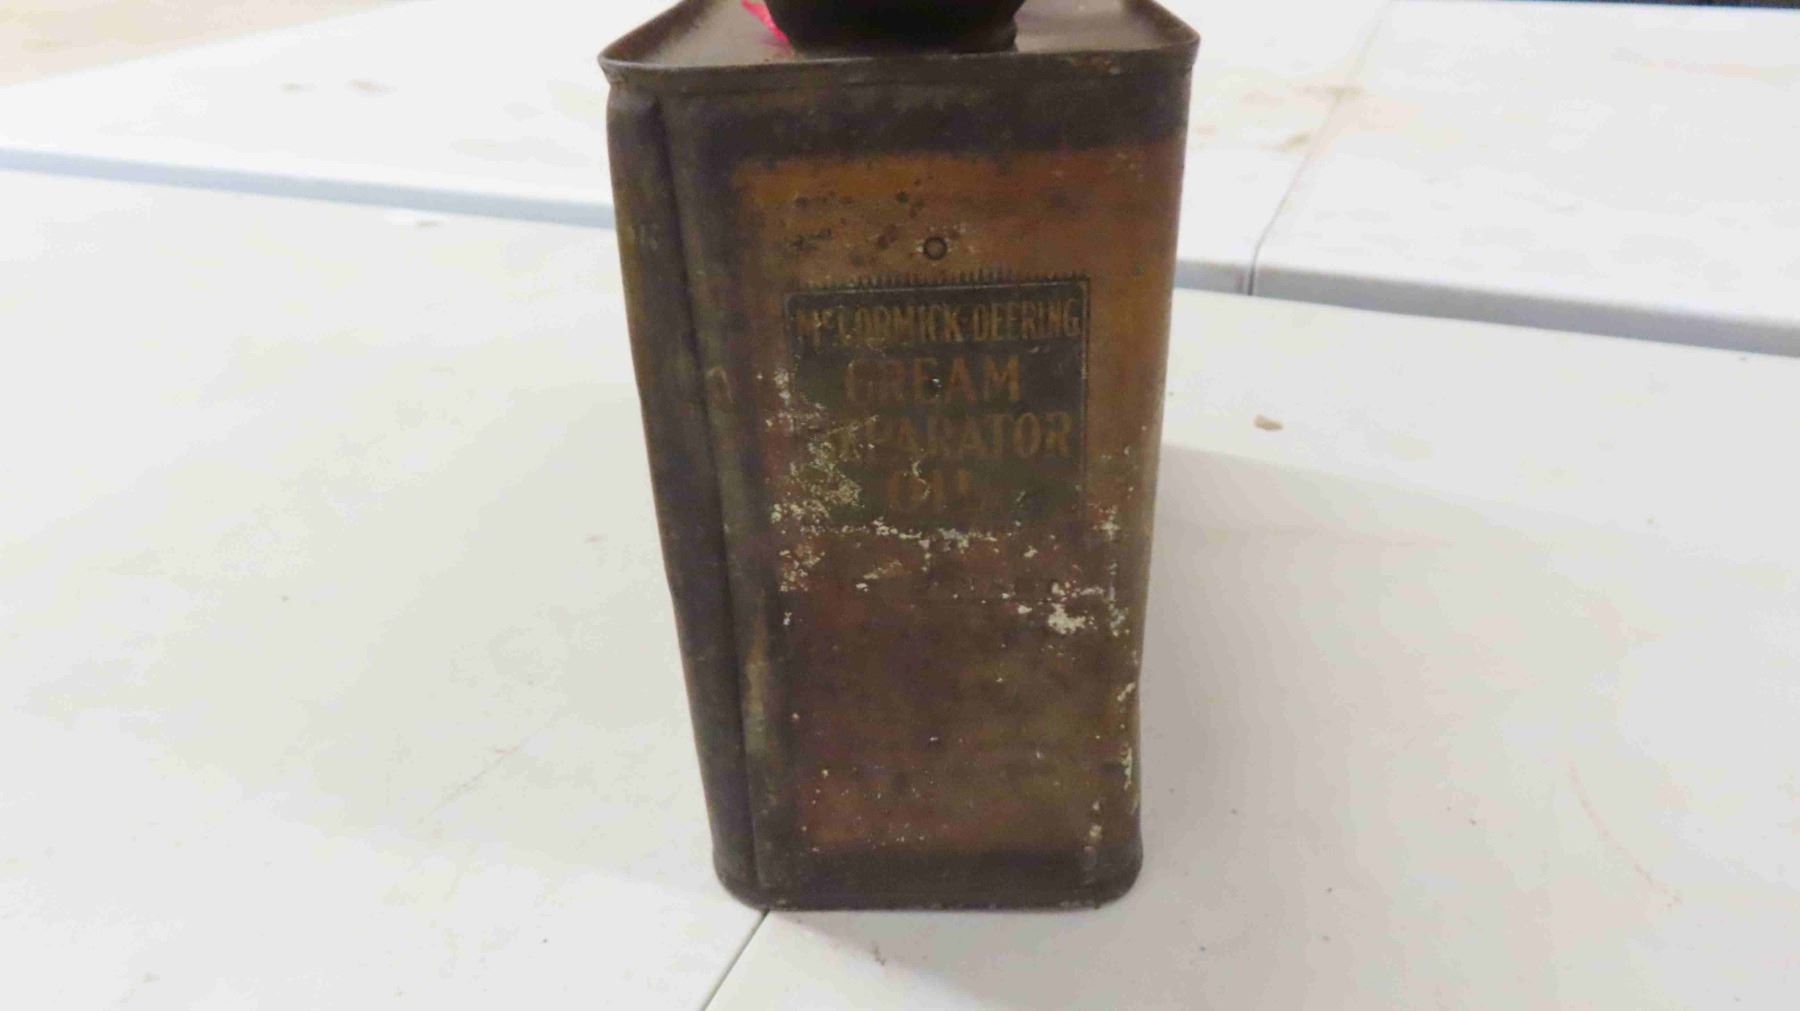 McCORMICK-DEERING
CREAM
SEPARATOR
OIL